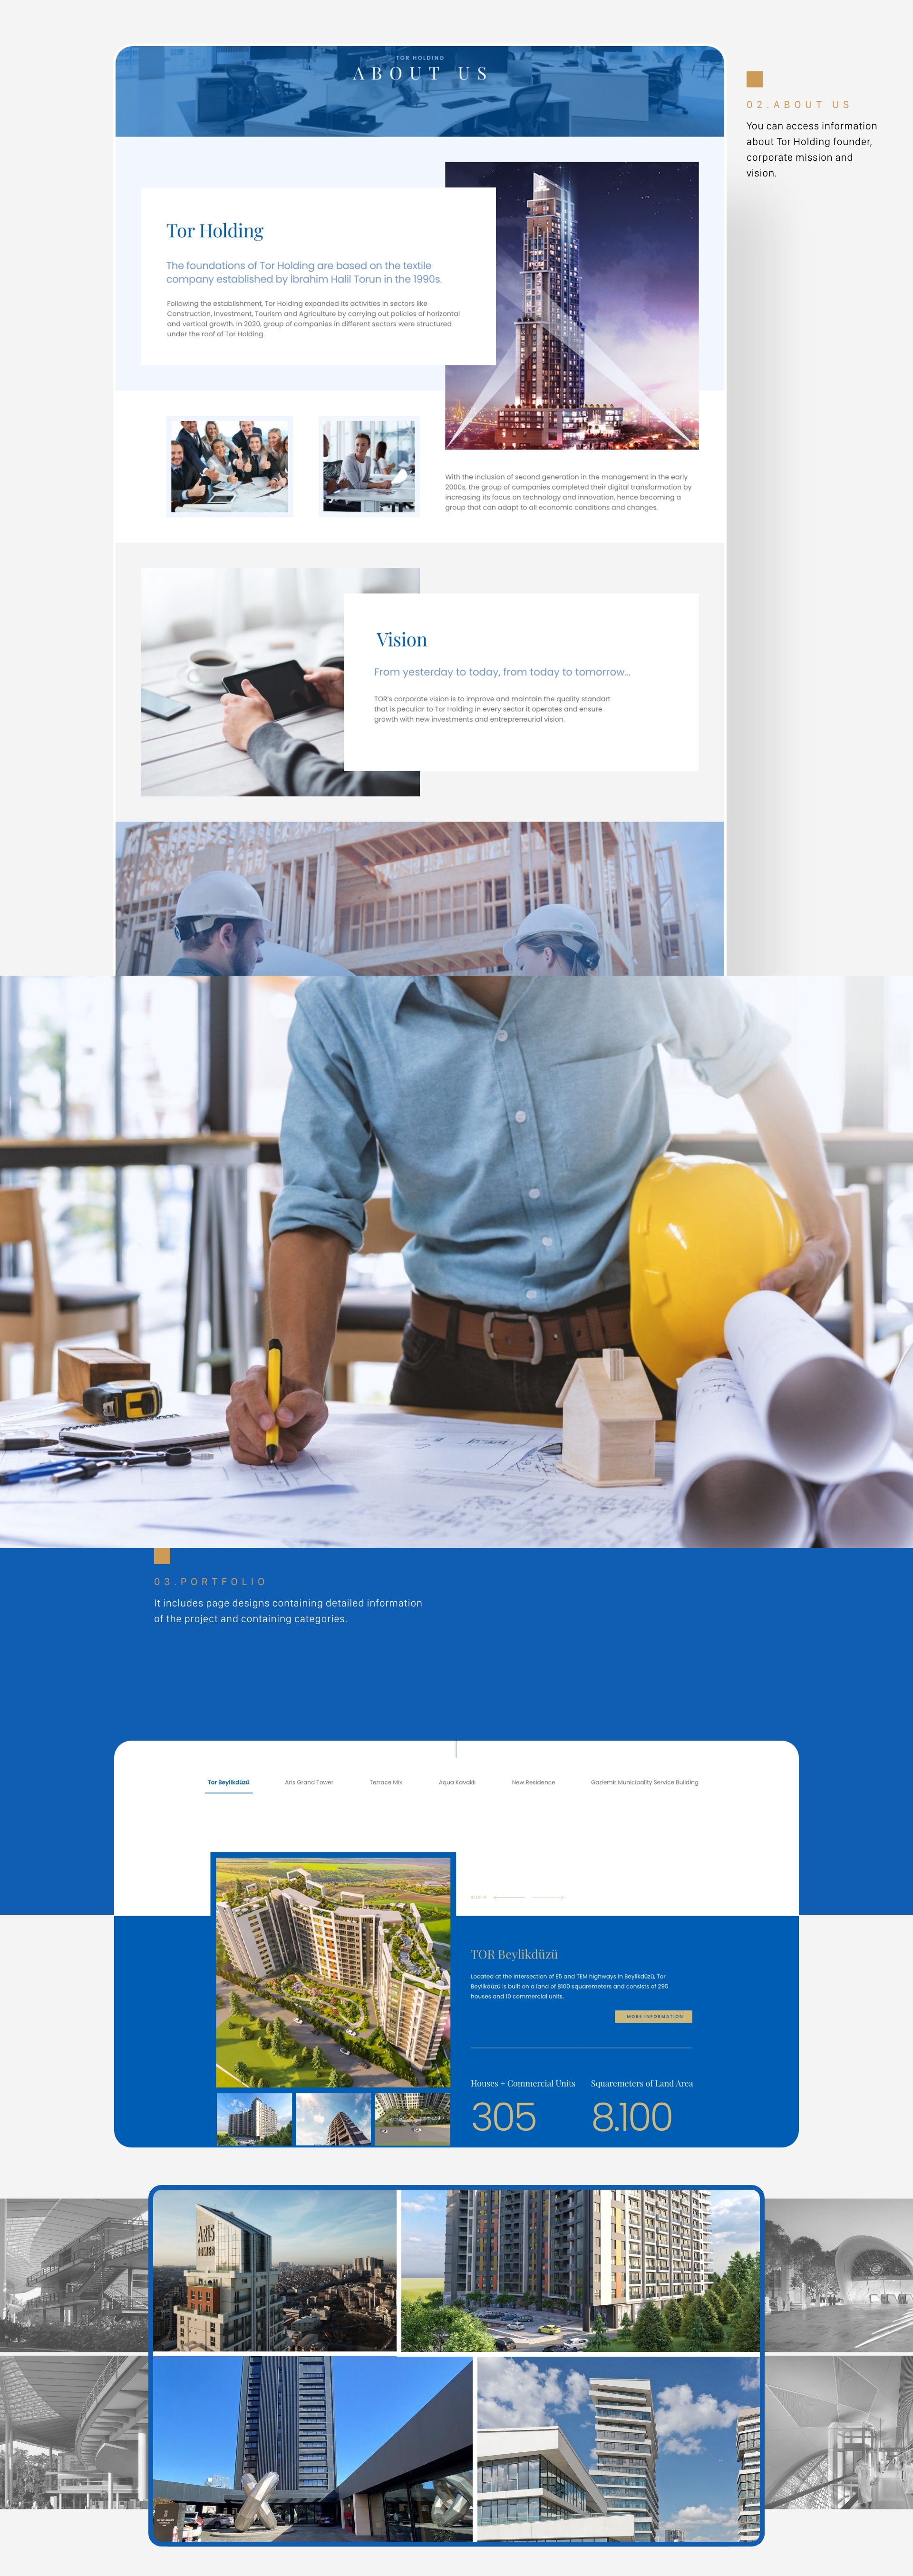 TOR HOLDING
ABOUT US
02.ABOUT US
You can access information
about Tor Holding founder,
corporate mission and
vision.
Tor Holding
The foundations of Tor Holding are based on the textile
company established by İbrahim Halil Torun in the 1990s.
Following the establishment, Tor Holding expanded its activities in sectors like
Construction, Investment, Tourism and Agriculture by carrying out policies of horizontal
and vertical growth. In 2020, group of companies in different sectors were structured
under the roof of Tor Holding.
With the inclusion of second generation in the management in the early
2000s, the group of companies completed their digital transformation by
increasing its focus on technology and innovation, hence becoming a
group that can adapt to all economic conditions and changes.
Vision
From yesterday to today, from today to tomorrow...
TOR's corporate vision is to improve and maintain the quality standart
that is peculiar to Tor Holding in every sector it operates and ensure
growth with new investments and entrepreneurial vision.
03.PORTFOLIO
It includes page designs containing detailed information
of the project and containing categories.
Tor Beylikdüzü Aris Grand Tower Terrace Mix Aqua Kavaklı New Residence Gaziemir Municipality Service Building
TOR Beylikdüzü
Located at the intersection of E5 and TEM highways in Beylikdüzü, Tor
Beylikdüzü is built on a land of 8100 squaremeters and consists of 295
houses and 10 commercial units.
MORE INFORMATION
Houses + Commercial Units Squaremeters of Land Area
305 8.100
ARIS
TOWER